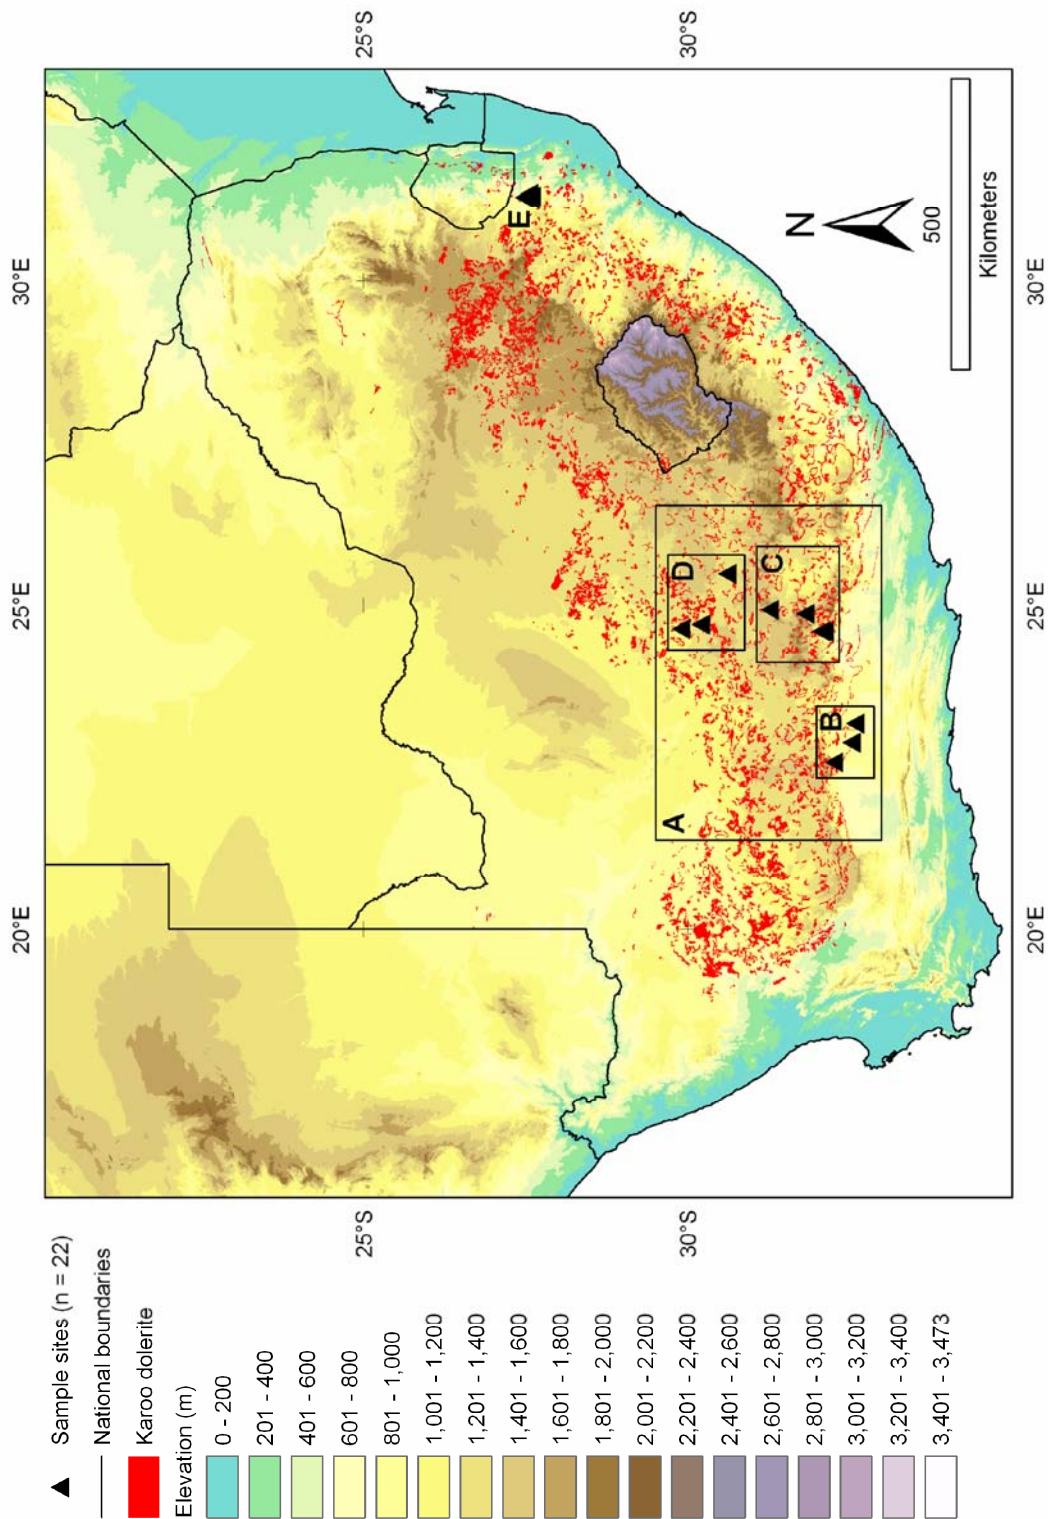 Sample sites (n = 22)
National boundaries
Karoo dolerite
Elevation (m)
0 - 200
201 - 400
401 - 600
601 - 800
801 - 1,000
1,001 - 1,200
1,201 - 1,400
1,401 - 1,600
1,601 - 1,800
1,801 - 2,000
2,001 - 2,200
2,201 - 2,400
2,401 - 2,600
2,601 - 2,800
2,801 - 3,000
3,001 - 3,200
3,201 - 3,400
3,401 - 3,473
20°E
25°E
30°E
25°S
25°S
30°S
30°S
A
B
C
D
E
N
500
Kilometers
20°E
25°E
30°E